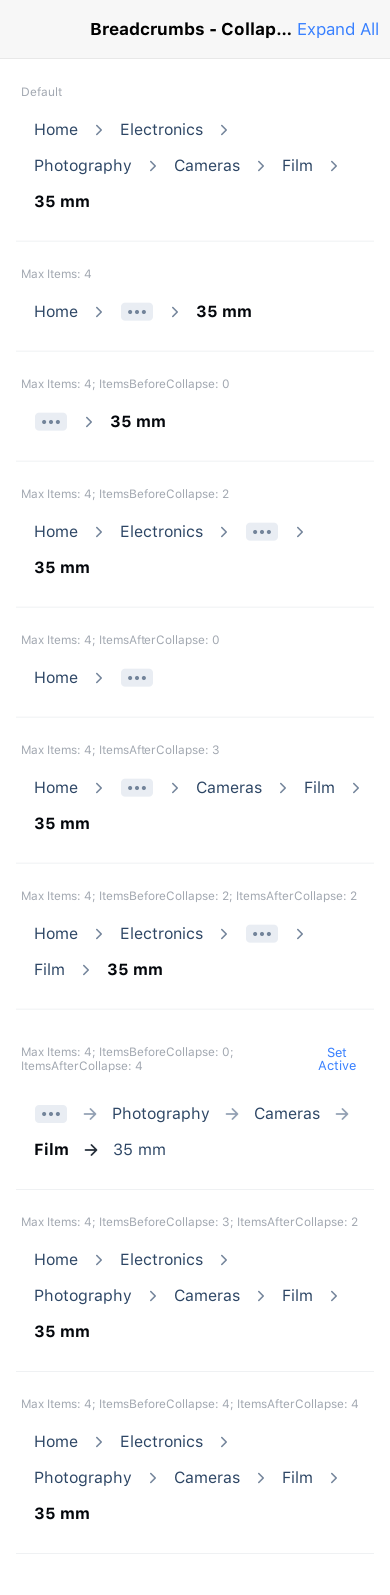 Breadcrumbs - Collap... Expand All
Default
Home > Electronics >
Photography > Cameras > Film >
35 mm
Max Items: 4
Home > ••• > 35 mm
Max Items: 4; ItemsBeforeCollapse: 0
••• > 35 mm
Max Items: 4; ItemsBeforeCollapse: 2
Home > Electronics > ••• >
35 mm
Max Items: 4; ItemsAfterCollapse: 0
Home > •••
Max Items: 4; ItemsAfterCollapse: 3
Home > ••• > Cameras > Film >
35 mm
Max Items: 4; ItemsBeforeCollapse: 2; ItemsAfterCollapse: 2
Home > Electronics > ••• >
Film > 35 mm
Max Items: 4; ItemsBeforeCollapse: 0;
ItemsAfterCollapse: 4
Set
Active
••• → Photography → Cameras →
Film → 35 mm
Max Items: 4; ItemsBeforeCollapse: 3; ItemsAfterCollapse: 2
Home > Electronics >
Photography > Cameras > Film >
35 mm
Max Items: 4; ItemsBeforeCollapse: 4; ItemsAfterCollapse: 4
Home > Electronics >
Photography > Cameras > Film >
35 mm